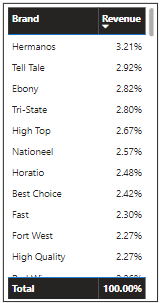 Brand Revenue
Hermanos 3.21%
Tell Tale 2.92%
Ebony 2.82%
Tri-State 2.80%
High Top 2.67%
Nationeel 2.57%
Horatio 2.48%
Best Choice 2.42%
Fast 2.30%
Fort West 2.27%
High Quality 2.27%
Total 100.00%